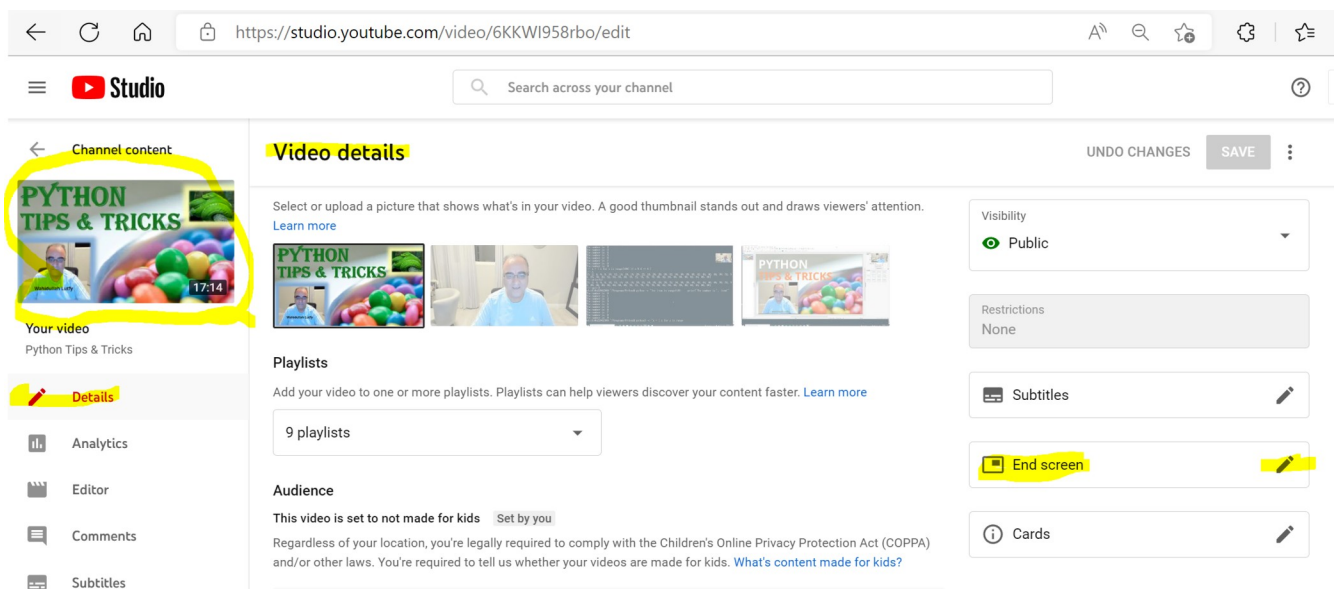 https://studio.youtube.com/video/6KKWI958rbo/edit
Studio
Search across your channel
Channel content
PYTHON
TIPS & TRICKS
17:14
Your video
Python Tips & Tricks
Details
Analytics
Editor
Comments
Subtitles
Video details
UNDO CHANGES
SAVE
Select or upload a picture that shows what's in your video. A good thumbnail stands out and draws viewers' attention.
Learn more
PYTHON
TIPS & TRICKS
PYTHON
TIPS & TRICKS
Playlists
Add your video to one or more playlists. Playlists can help viewers discover your content faster. Learn more
9 playlists
Audience
This video is set to not made for kids Set by you
Regardless of your location, you're legally required to comply with the Children's Online Privacy Protection Act (COPPA)
and/or other laws. You're required to tell us whether your videos are made for kids. What's content made for kids?
Visibility
Public
Restrictions
None
Subtitles
End screen
Cards